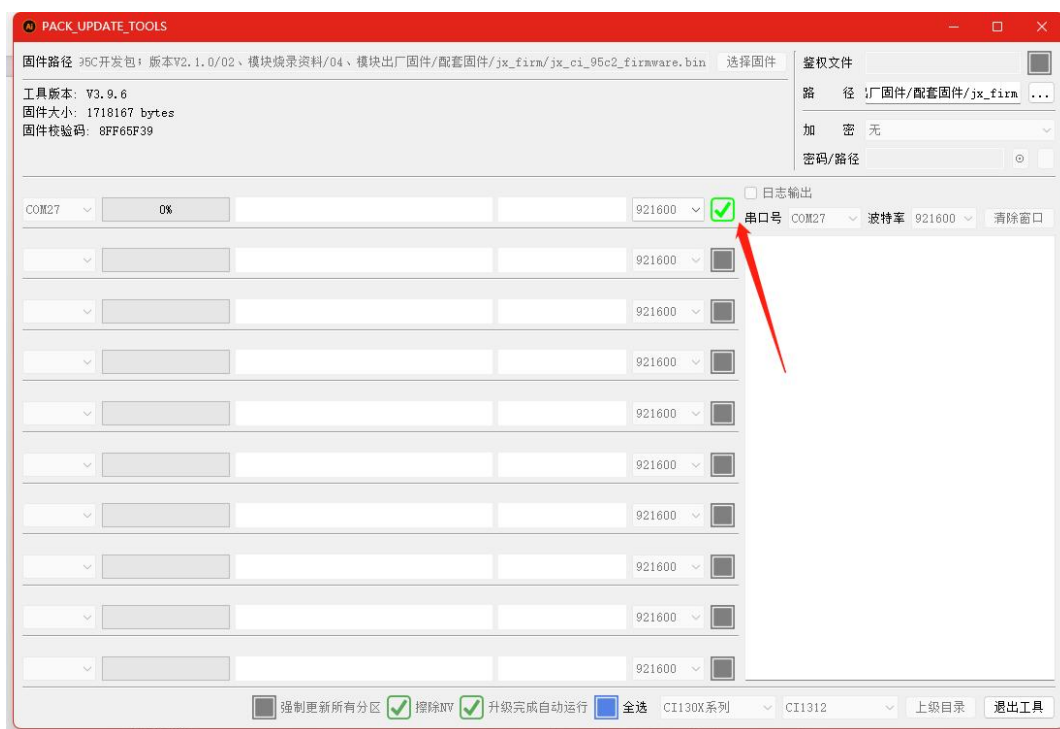 PACK_UPDATE_TOOLS
固件路径 95C开发包：版本V2.1.0/02、模块烧录资料/04、模块出厂固件/配套固件/jx_firm/jx_ci_95c2_firmware.bin 选择固件
鉴权文件
工具版本: V3.9.6
路 径 出厂固件/配套固件/jx_firm ...
固件大小: 1718167 bytes
固件校验码: 8FF65F39
加 密 无
密码/路径
日志输出
COM27 0% 921600
串口号 COM27 波特率 921600 清除窗口
921600
921600
921600
921600
921600
921600
921600
921600
921600
强制更新所有分区 擦除NV 升级完成自动运行 全选 CI130X系列 CI1312 上级目录 退出工具